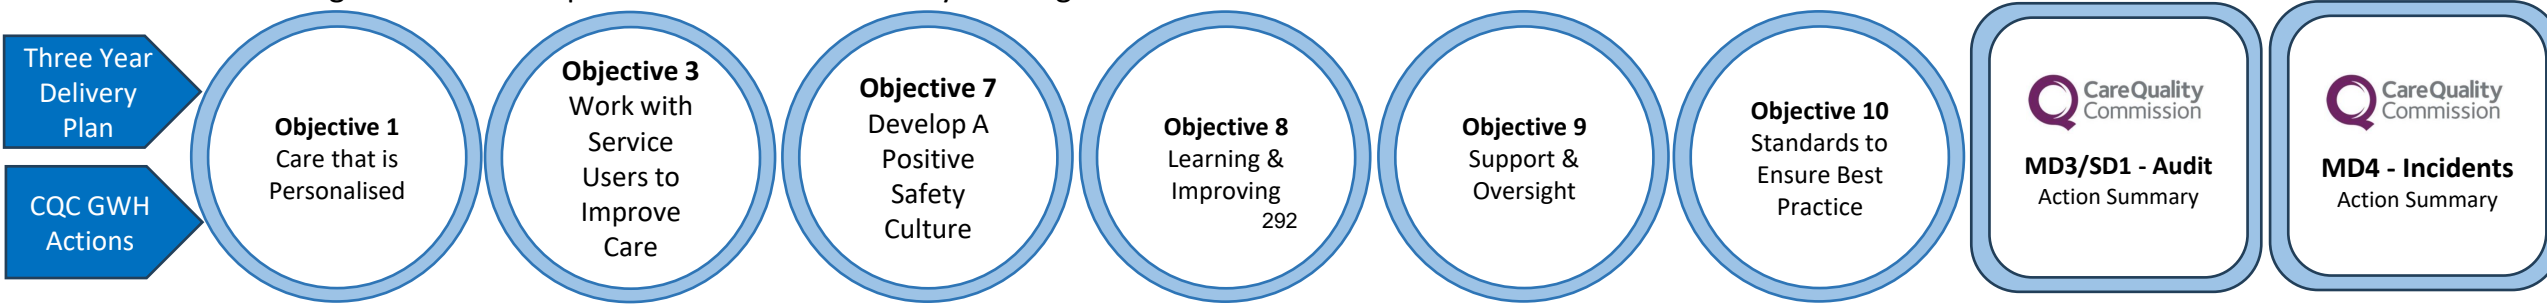 Three Year
Delivery
Plan
CQC GWH
Actions
Objective 1
Care that is
Personalised
Objective 3
Work with
Service
Users to
Improve
Care
Objective 7
Develop A
Positive
Safety
Culture
Objective 8
Learning &
Improving
292
Objective 9
Support &
Oversight
Objective 10
Standards to
Ensure Best
Practice
CareQuality
Commission
MD3/SD1 - Audit
Action Summary
CareQuality
Commission
MD4 - Incidents
Action Summary